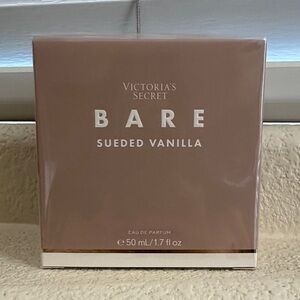 VICTORIA'S
SECRET
BARE
SUEDED VANILLA
EAU DE PARFUM
℮ 50 mL/1.7 fl oz